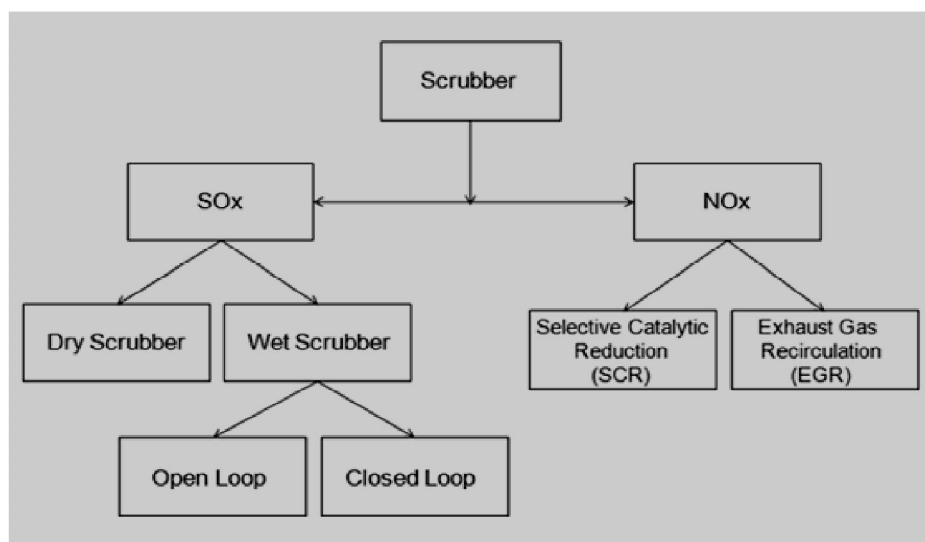 Scrubber
SOx
NOx
Dry Scrubber
Wet Scrubber
Selective Catalytic
Reduction
(SCR)
Exhaust Gas
Recirculation
(EGR)
Open Loop
Closed Loop